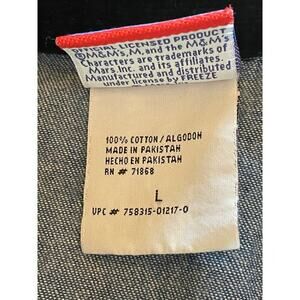 OFFICIAL LICENSED PRODUCT
©M&M's, M, and the M&M's
Characters are trademarks of
Mars Inc. and its affiliates.
Manufactured and distributed
under license by FREEZE
100% COTTON / ALGODON
MADE IN PAKISTAN
HECHO EN PAKISTAN
RN # 71868
L
UPC # 758315-01217-0